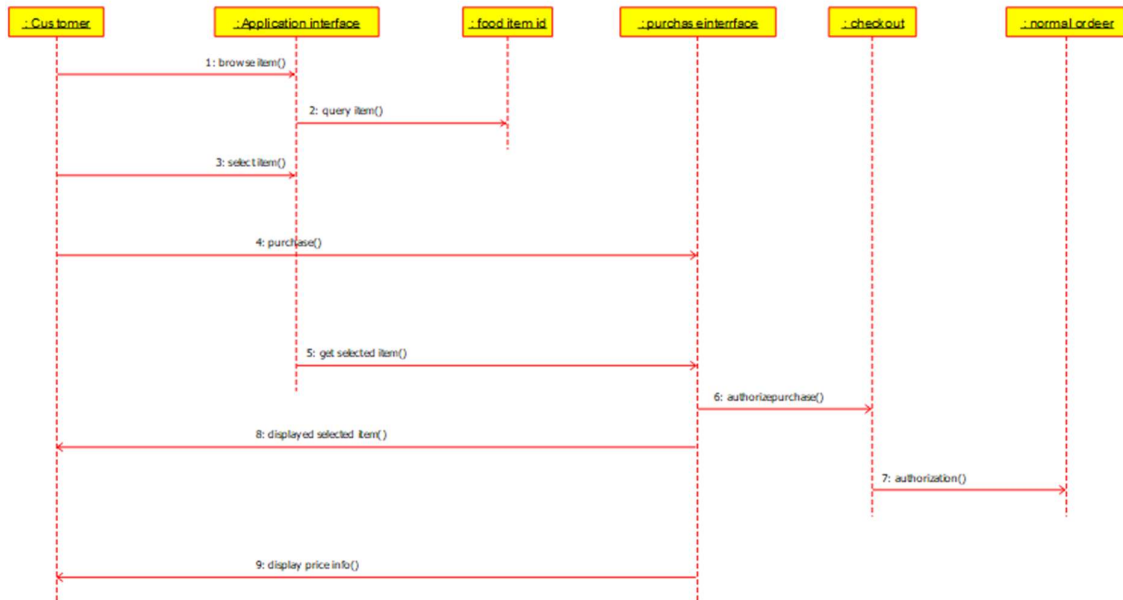 : Customer
: Application interface
: food item id
: purchas einterrface
: checkout
: normal ordeer
1: browse item()
2: query item()
3: select item()
4: purchase()
5: get selected item()
6: authorizepurchase()
8: displayed selected item()
7: authorization()
9: display price info()